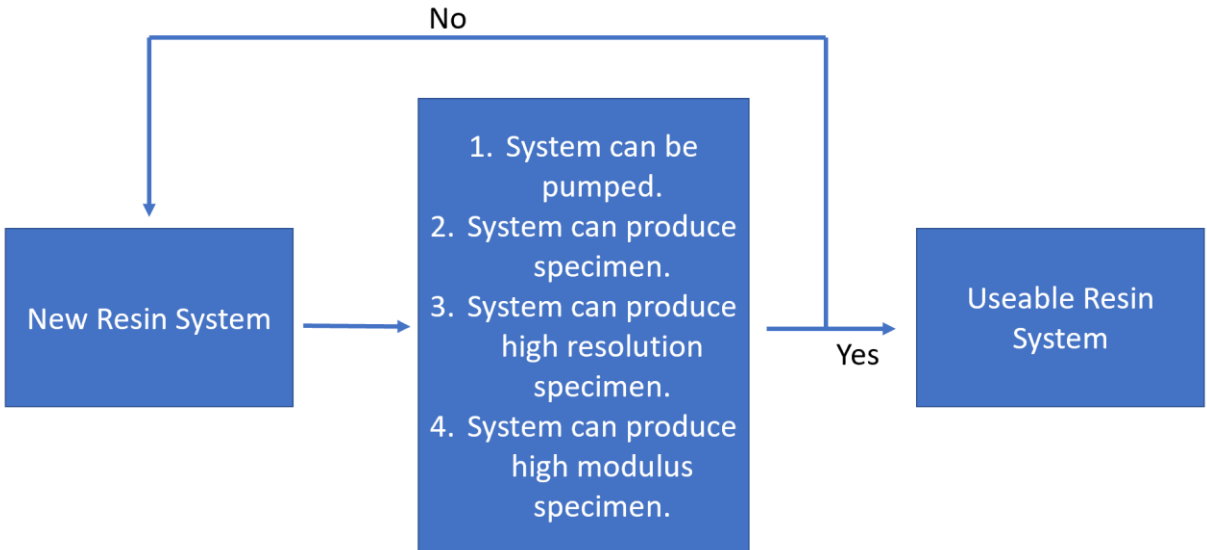 No
New Resin System
1. System can be
pumped.
2. System can produce
specimen.
3. System can produce
high resolution
specimen.
4. System can produce
high modulus
specimen.
Yes
Useable Resin
System